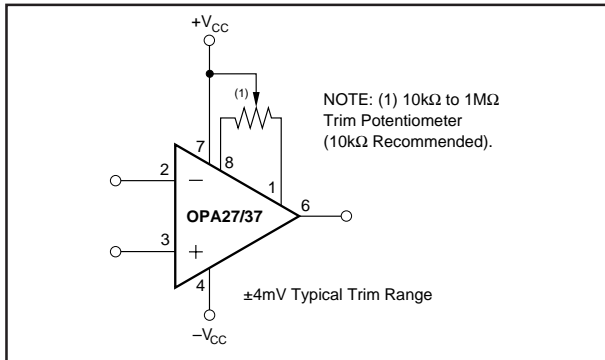 +VCC
(1)
NOTE: (1) 10kΩ to 1MΩ
Trim Potentiometer
(10kΩ Recommended).
7
8
2
1
−
6
OPA27/37
3
+
4
±4mV Typical Trim Range
−VCC